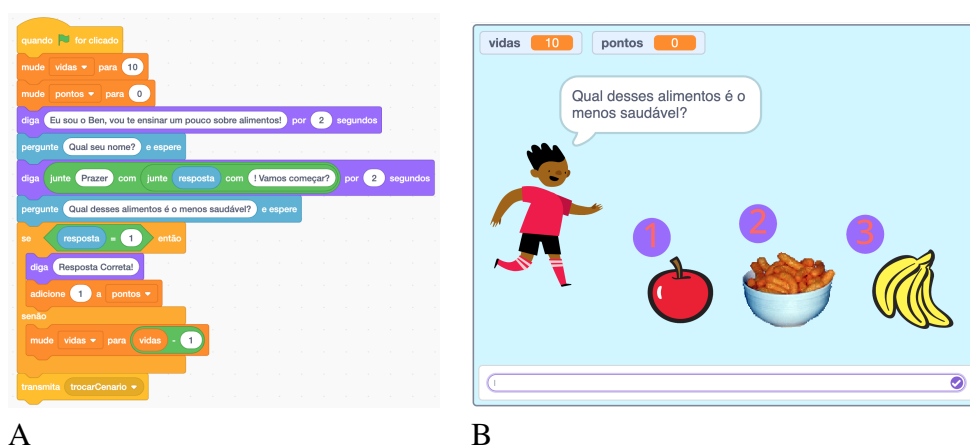 quando for clicado
mude vidas para 10
mude pontos para 0
diga Eu sou o Ben, vou te ensinar um pouco sobre alimentos! por 2 segundos
pergunte Qual seu nome? e espere
diga junte Prazer com junte resposta com ! Vamos começar? por 2 segundos
pergunte Qual desses alimentos é o menos saudável? e espere
se resposta = 1 então
diga Resposta Correta!
adicione 1 a pontos
senão
mude vidas para vidas - 1
transmita trocarCenario
A
vidas 10 pontos 0
Qual desses alimentos é o
menos saudável?
1 2 3
B